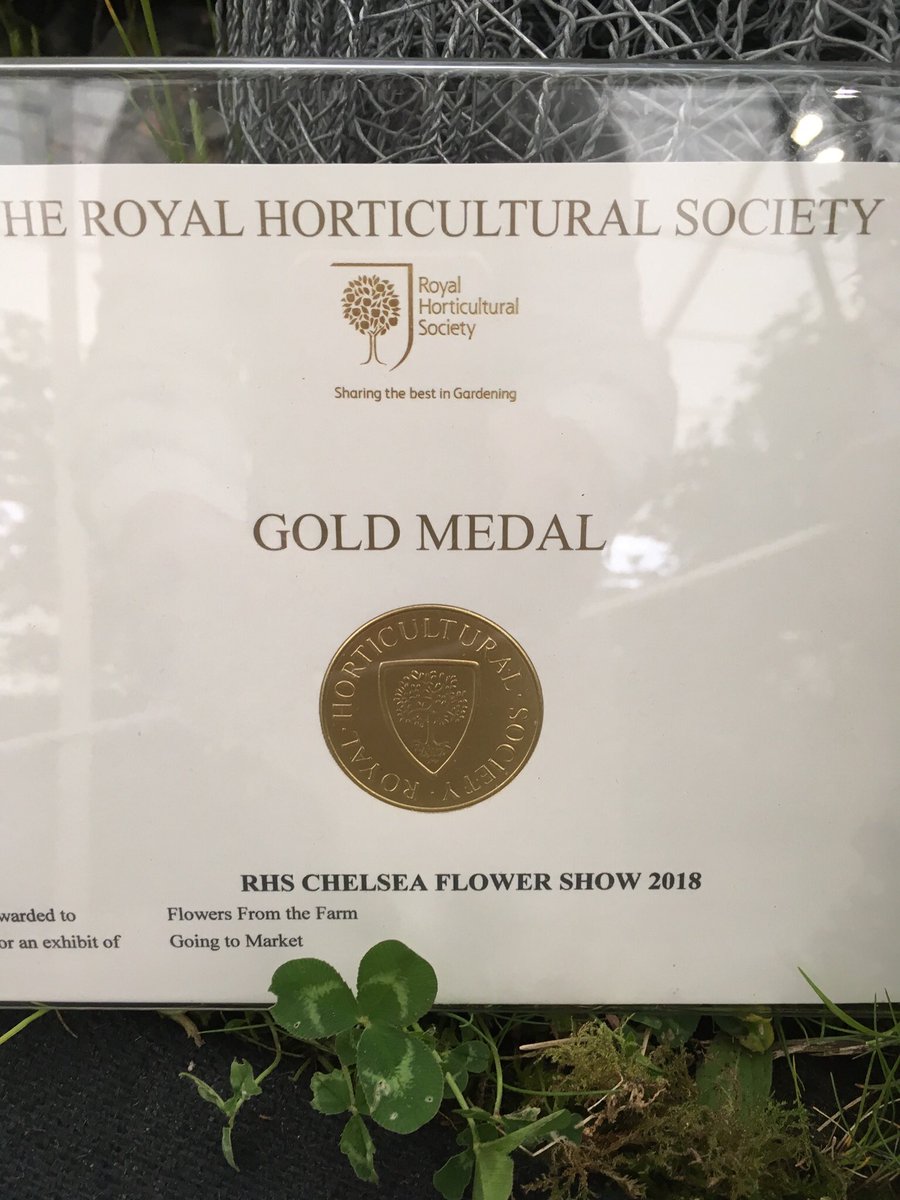 HE ROYAL HORTICULTURAL SOCIETY
Royal
Horticultural
Society
Sharing the best in Gardening
GOLD MEDAL
ROYAL · HORTICULTURAL · SOCIETY ·
RHS CHELSEA FLOWER SHOW 2018
warded to Flowers From the Farm
or an exhibit of Going to Market